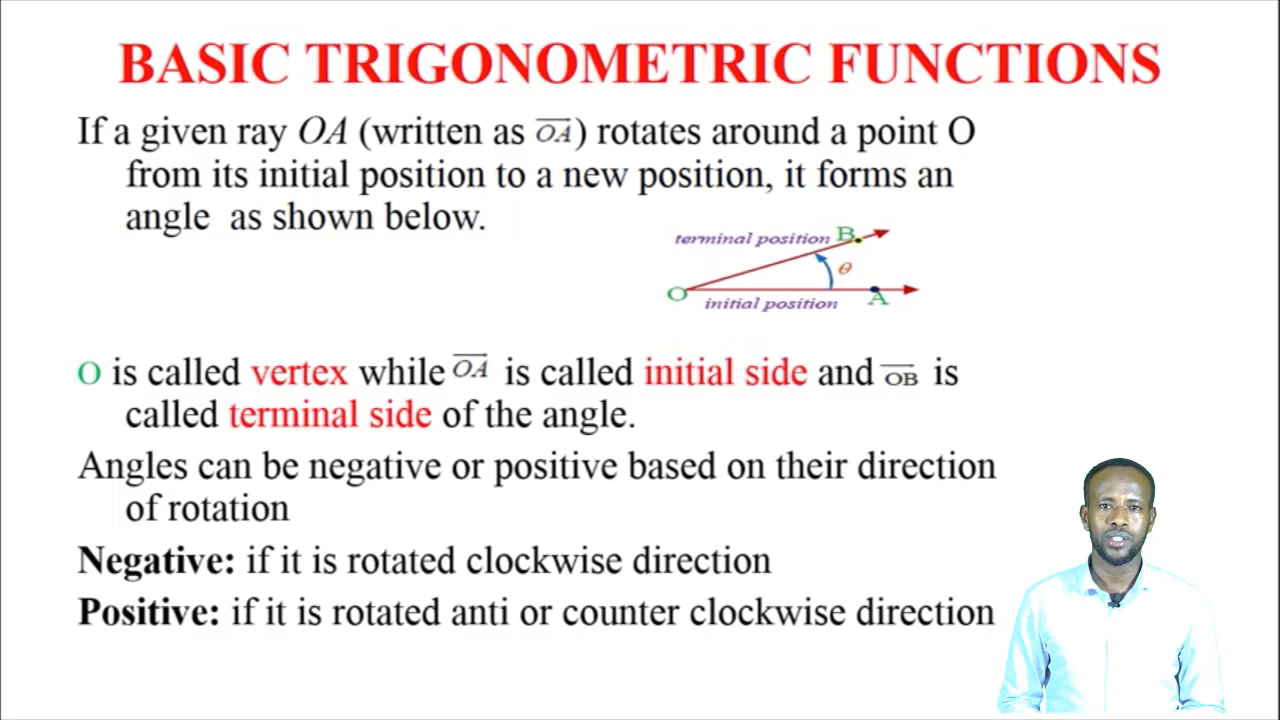 BASIC TRIGONOMETRIC FUNCTIONS
If a given ray OA (written as OA) rotates around a point O
from its initial position to a new position, it forms an
angle as shown below.
terminal position B
θ
O
initial position A
O is called vertex while OA is called initial side and OB is
called terminal side of the angle.
Angles can be negative or positive based on their direction
of rotation
Negative: if it is rotated clockwise direction
Positive: if it is rotated anti or counter clockwise direction